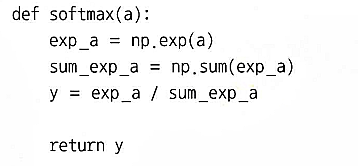 def softmax(a):
    exp_a = np.exp(a)
    sum_exp_a = np.sum(exp_a)
    y = exp_a / sum_exp_a

    return y